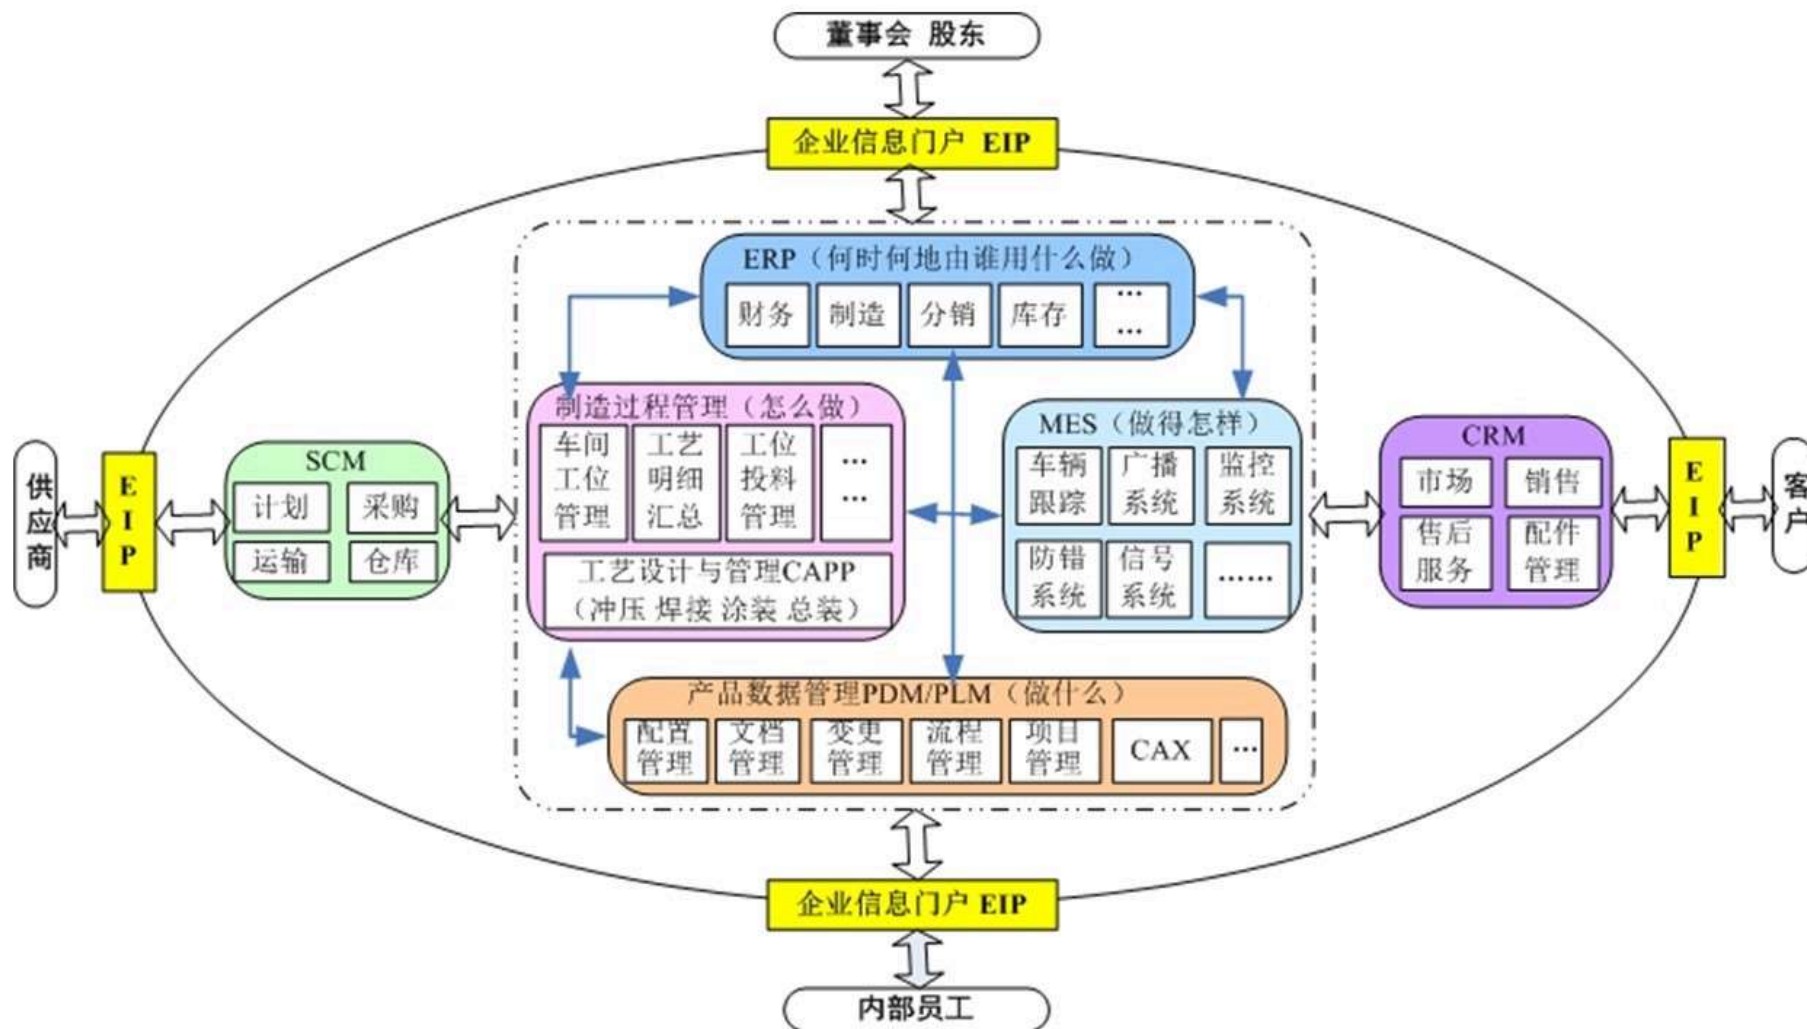 董事会 股东
企业信息门户 EIP
ERP（何时何地由谁用什么做）
财务
制造
分销
库存
...
...
制造过程管理（怎么做）
车间
工位
管理
工艺
明细
汇总
工位
投料
管理
...
...
工艺设计与管理CAPP
（冲压 焊接 涂装 总装）
MES（做得怎样）
车辆
跟踪
广播
系统
监控
系统
防错
系统
信号
系统
……
供
应
商
E
I
P
SCM
计划
采购
运输
仓库
CRM
市场
销售
售后
服务
配件
管理
E
I
P
客
户
产品数据管理PDM/PLM（做什么）
配置
管理
文档
管理
变更
管理
流程
管理
项目
管理
CAX
...
企业信息门户 EIP
内部员工